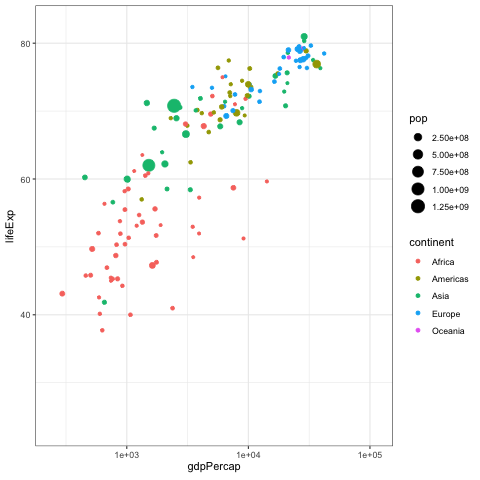 80
60
40
lifeExp
1e+03
1e+04
1e+05
gdpPercap
pop
2.50e+08
5.00e+08
7.50e+08
1.00e+09
1.25e+09
continent
Africa
Americas
Asia
Europe
Oceania